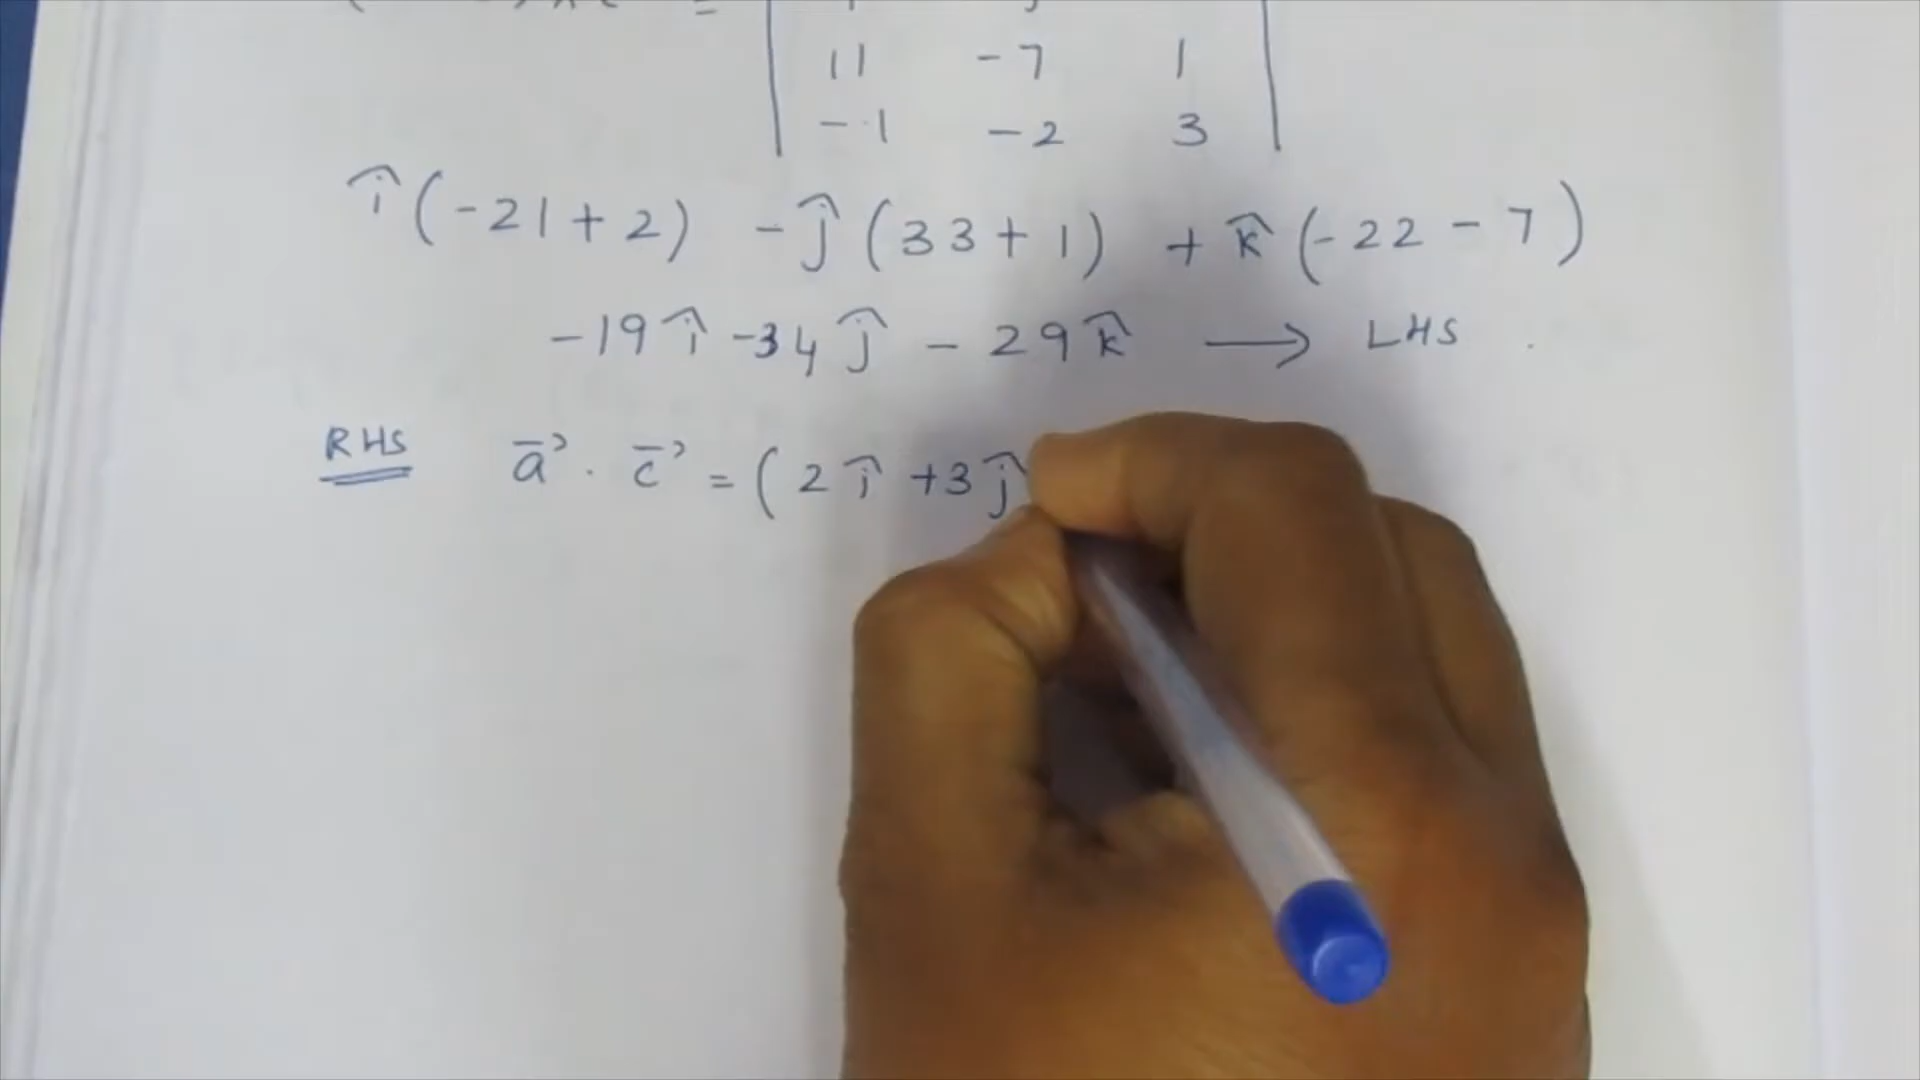 11 -7 1
-1 -2 3
î(-21+2) -ĵ(33+1) +k̂(-22-7)
-19î -34ĵ -29k̂ → LHS .
RHS a⃗ . c⃗ = (2î +3ĵ